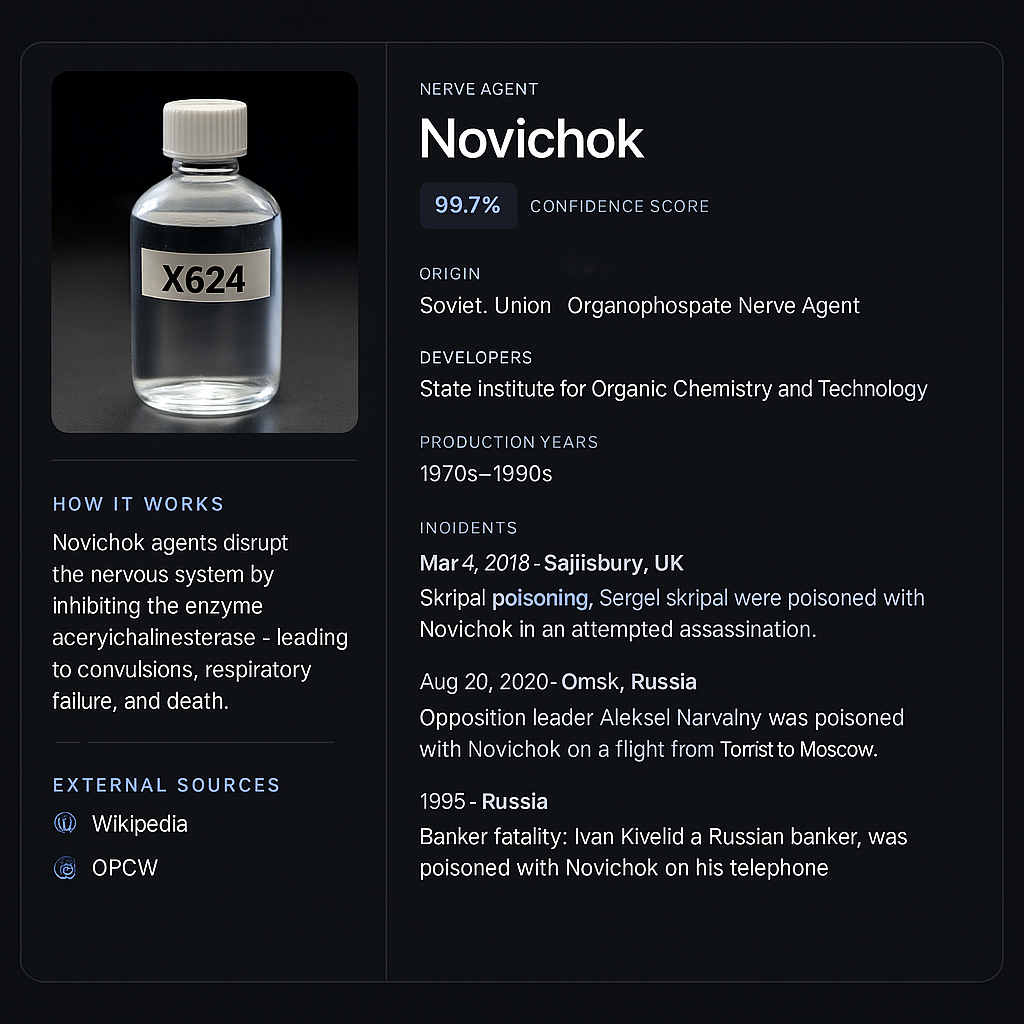 X624
HOW IT WORKS
Novichok agents disrupt
the nervous system by
inhibiting the enzyme
aceryichalinesterase - leading
to convulsions, respiratory
failure, and death.
EXTERNAL SOURCES
Wikipedia
OPCW
NERVE AGENT
Novichok
99.7% CONFIDENCE SCORE
ORIGIN
Soviet. Union Organophospate Nerve Agent
DEVELOPERS
State institute for Organic Chemistry and Technology
PRODUCTION YEARS
1970s–1990s
INOIDENTS
Mar 4, 2018 - Sajiisbury, UK
Skripal poisoning, Sergel skripal were poisoned with
Novichok in an attempted assassination.
Aug 20, 2020- Omsk, Russia
Opposition leader Aleksel Narvalny was poisoned
with Novichok on a flight from Torrist to Moscow.
1995 - Russia
Banker fatality: Ivan Kivelid a Russian banker, was
poisoned with Novichok on his telephone